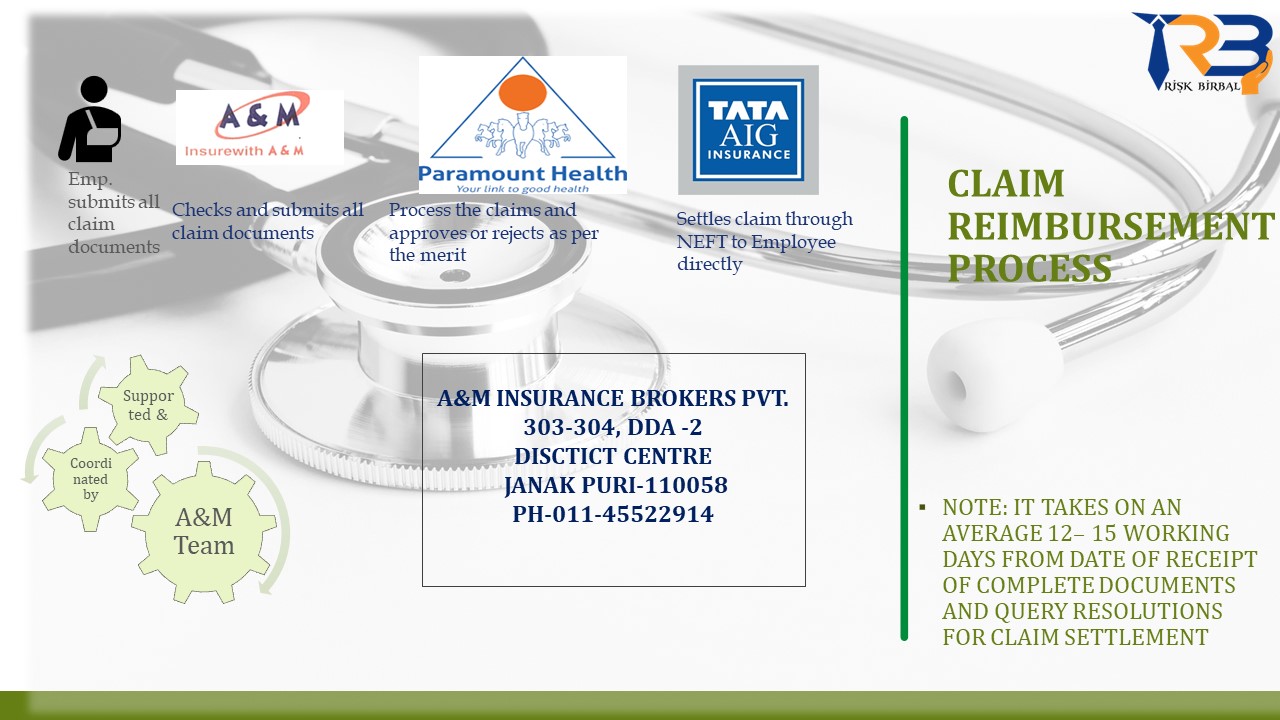 RISK BIRBAL
A & M
Insurewith A & M
Paramount Health
Your link to good health
TATA
AIG
INSURANCE
Emp.
submits all
claim
documents
Checks and submits all
claim documents
Process the claims and
approves or rejects as per
the merit
Settles claim through
NEFT to Employee
directly
CLAIM
REIMBURSEMENT
PROCESS
Suppor
ted &
Coordi
nated
by
A&M
Team
A&M INSURANCE BROKERS PVT.
303-304, DDA -2
DISCTICT CENTRE
JANAK PURI-110058
PH-011-45522914
▪ NOTE: IT TAKES ON AN
AVERAGE 12– 15 WORKING
DAYS FROM DATE OF RECEIPT
OF COMPLETE DOCUMENTS
AND QUERY RESOLUTIONS
FOR CLAIM SETTLEMENT